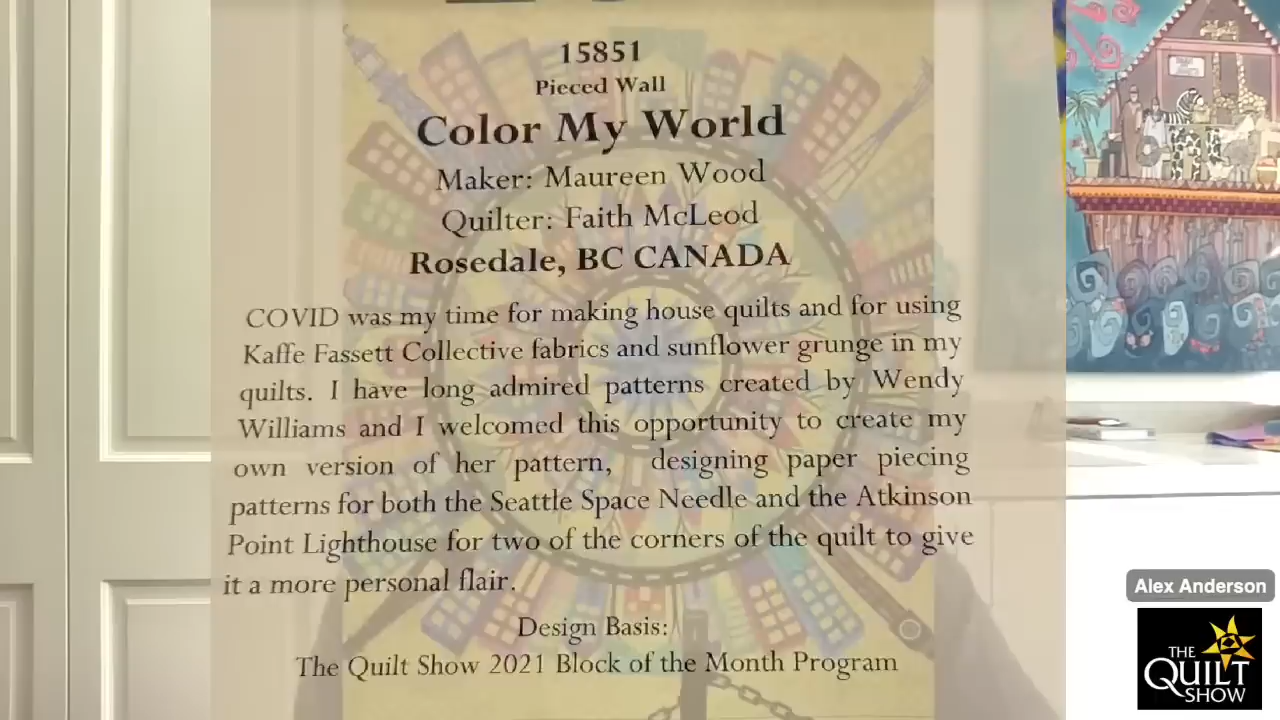 15851
Pieced Wall
Color My World
Maker: Maureen Wood
Quilter: Faith McLeod
Rosedale, BC CANADA
COVID was my time for making house quilts and for using
Kaffe Fassett Collective fabrics and sunflower grunge in my
quilts. I have long admired patterns created by Wendy
Williams and I welcomed this opportunity to create my
own version of her pattern, designing paper piecing
patterns for both the Seattle Space Needle and the Atkinson
Point Lighthouse for two of the corners of the quilt to give
it a more personal flair.
Design Basis:
The Quilt Show 2021 Block of the Month Program
Alex Anderson
THE
QUILT
SHOW